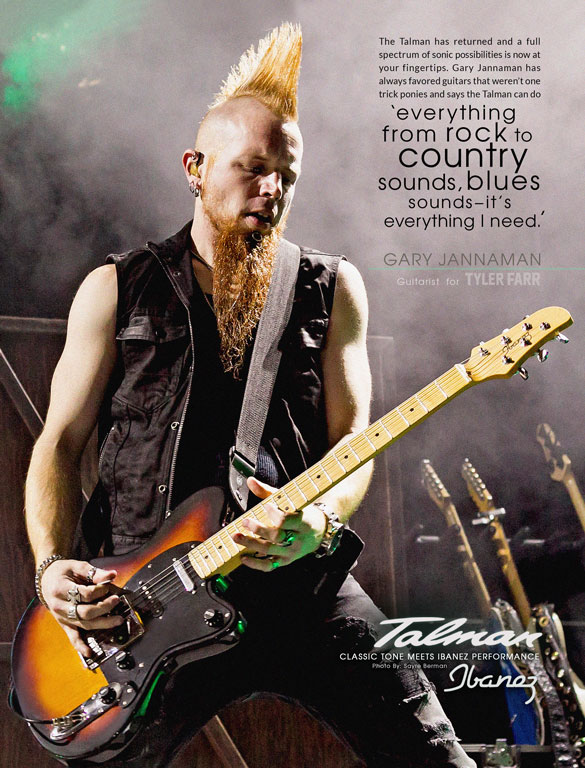 The Talman has returned and a full
spectrum of sonic possibilities is now at
your fingertips. Gary Jannaman has
always favored guitars that weren't one
trick ponies and says the Talman can do
‘everything
from rock to
country
sounds, blues
sounds–it's
everything I need.’
GARY JANNAMAN
Guitarist for TYLER FARR
Ibanez
Talman
CLASSIC TONE MEETS IBANEZ PERFORMANCE
Photo By: Sayre Berman
Ibanez